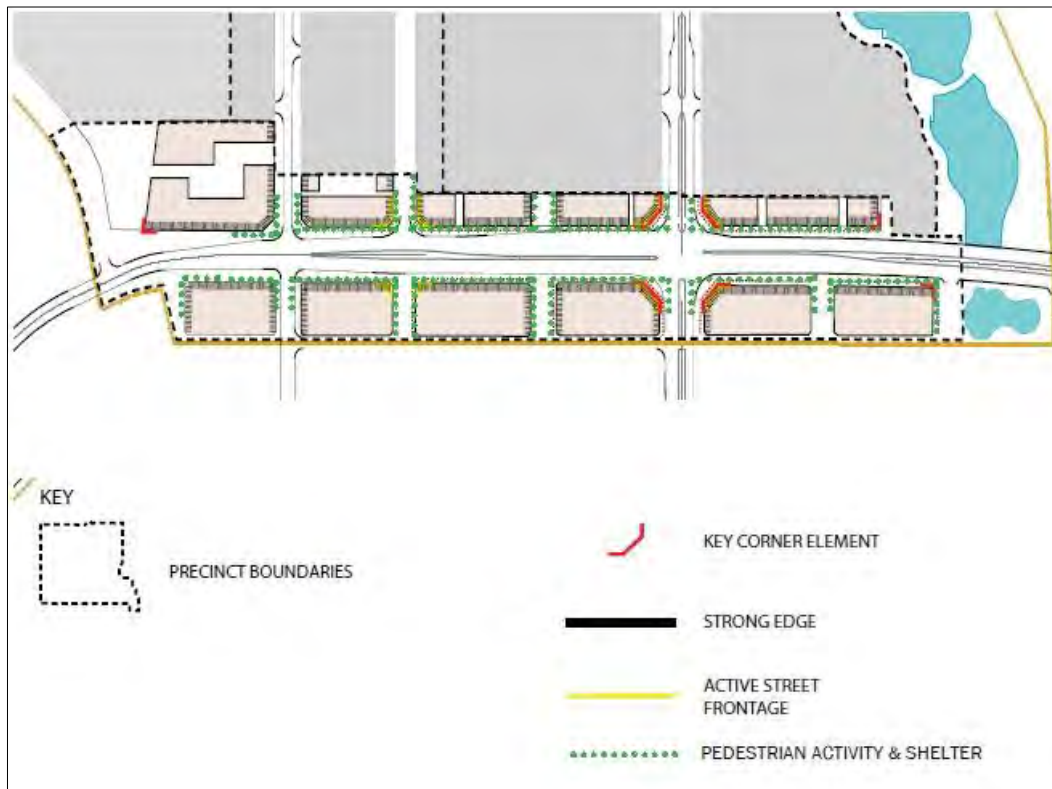 KEY
PRECINCT BOUNDARIES
KEY CORNER ELEMENT
STRONG EDGE
ACTIVE STREET
FRONTAGE
PEDESTRIAN ACTIVITY & SHELTER